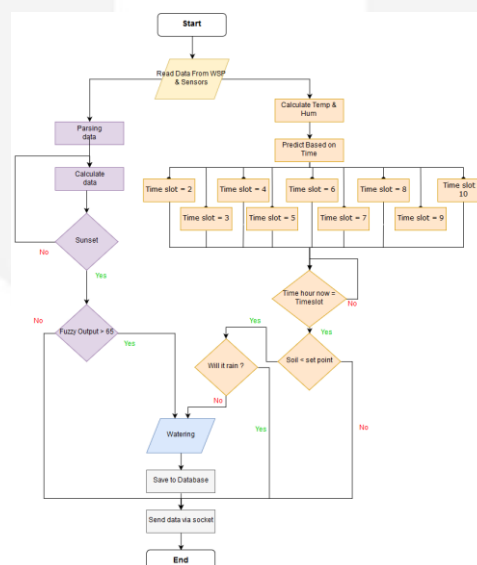 Start
Read Data From WSP
& Sensors
Calculate Temp &
Hum
Parsing
data
Predict Based on
Time
Calculate
data
Time slot = 2
Time slot = 4
Time slot = 6
Time slot = 8
Time slot =
10
Time slot = 3
Time slot = 5
Time slot = 7
Time slot = 9
Sunset
No
Yes
Time hour now =
Timeslot
No
Yes
No
Fuzzy Output > 65
Yes
Yes
Soil < set point
Will it rain ?
No
Yes
No
Watering
Save to Database
Send data via socket
End